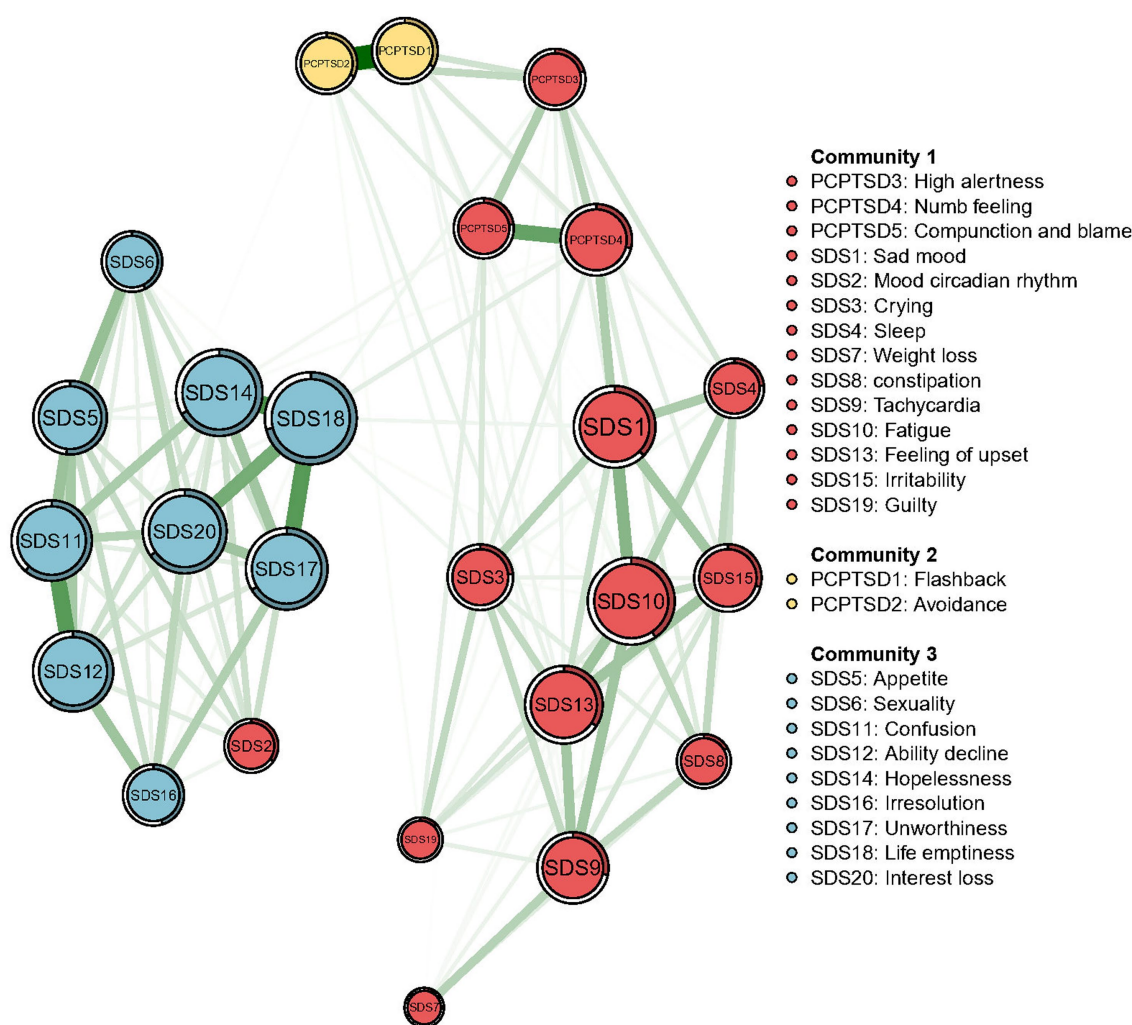 PCPTSD2
PCPTSD1
PCPTSD3
PCPTSD5
PCPTSD4
SDS6
SDS14
SDS18
SDS5
SDS4
SDS1
SDS11
SDS20
SDS17
SDS3
SDS10
SDS15
SDS12
SDS13
SDS2
SDS16
SDS8
SDS19
SDS9
SDS7
Community 1
PCPTSD3: High alertness
PCPTSD4: Numb feeling
PCPTSD5: Compunction and blame
SDS1: Sad mood
SDS2: Mood circadian rhythm
SDS3: Crying
SDS4: Sleep
SDS7: Weight loss
SDS8: constipation
SDS9: Tachycardia
SDS10: Fatigue
SDS13: Feeling of upset
SDS15: Irritability
SDS19: Guilty
Community 2
PCPTSD1: Flashback
PCPTSD2: Avoidance
Community 3
SDS5: Appetite
SDS6: Sexuality
SDS11: Confusion
SDS12: Ability decline
SDS14: Hopelessness
SDS16: Irresolution
SDS17: Unworthiness
SDS18: Life emptiness
SDS20: Interest loss